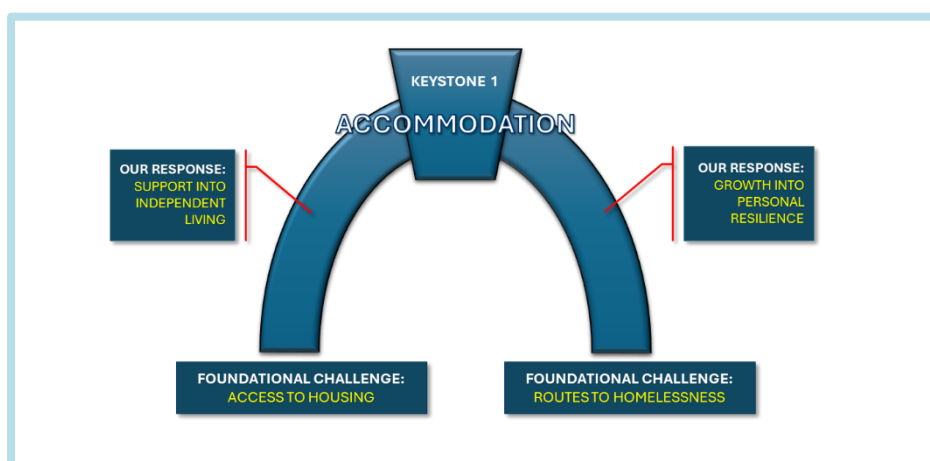 KEYSTONE 1
ACCOMMODATION
OUR RESPONSE:
SUPPORT INTO
INDEPENDENT
LIVING
OUR RESPONSE:
GROWTH INTO
PERSONAL
RESILIENCE
FOUNDATIONAL CHALLENGE:
ACCESS TO HOUSING
FOUNDATIONAL CHALLENGE:
ROUTES TO HOMELESSNESS